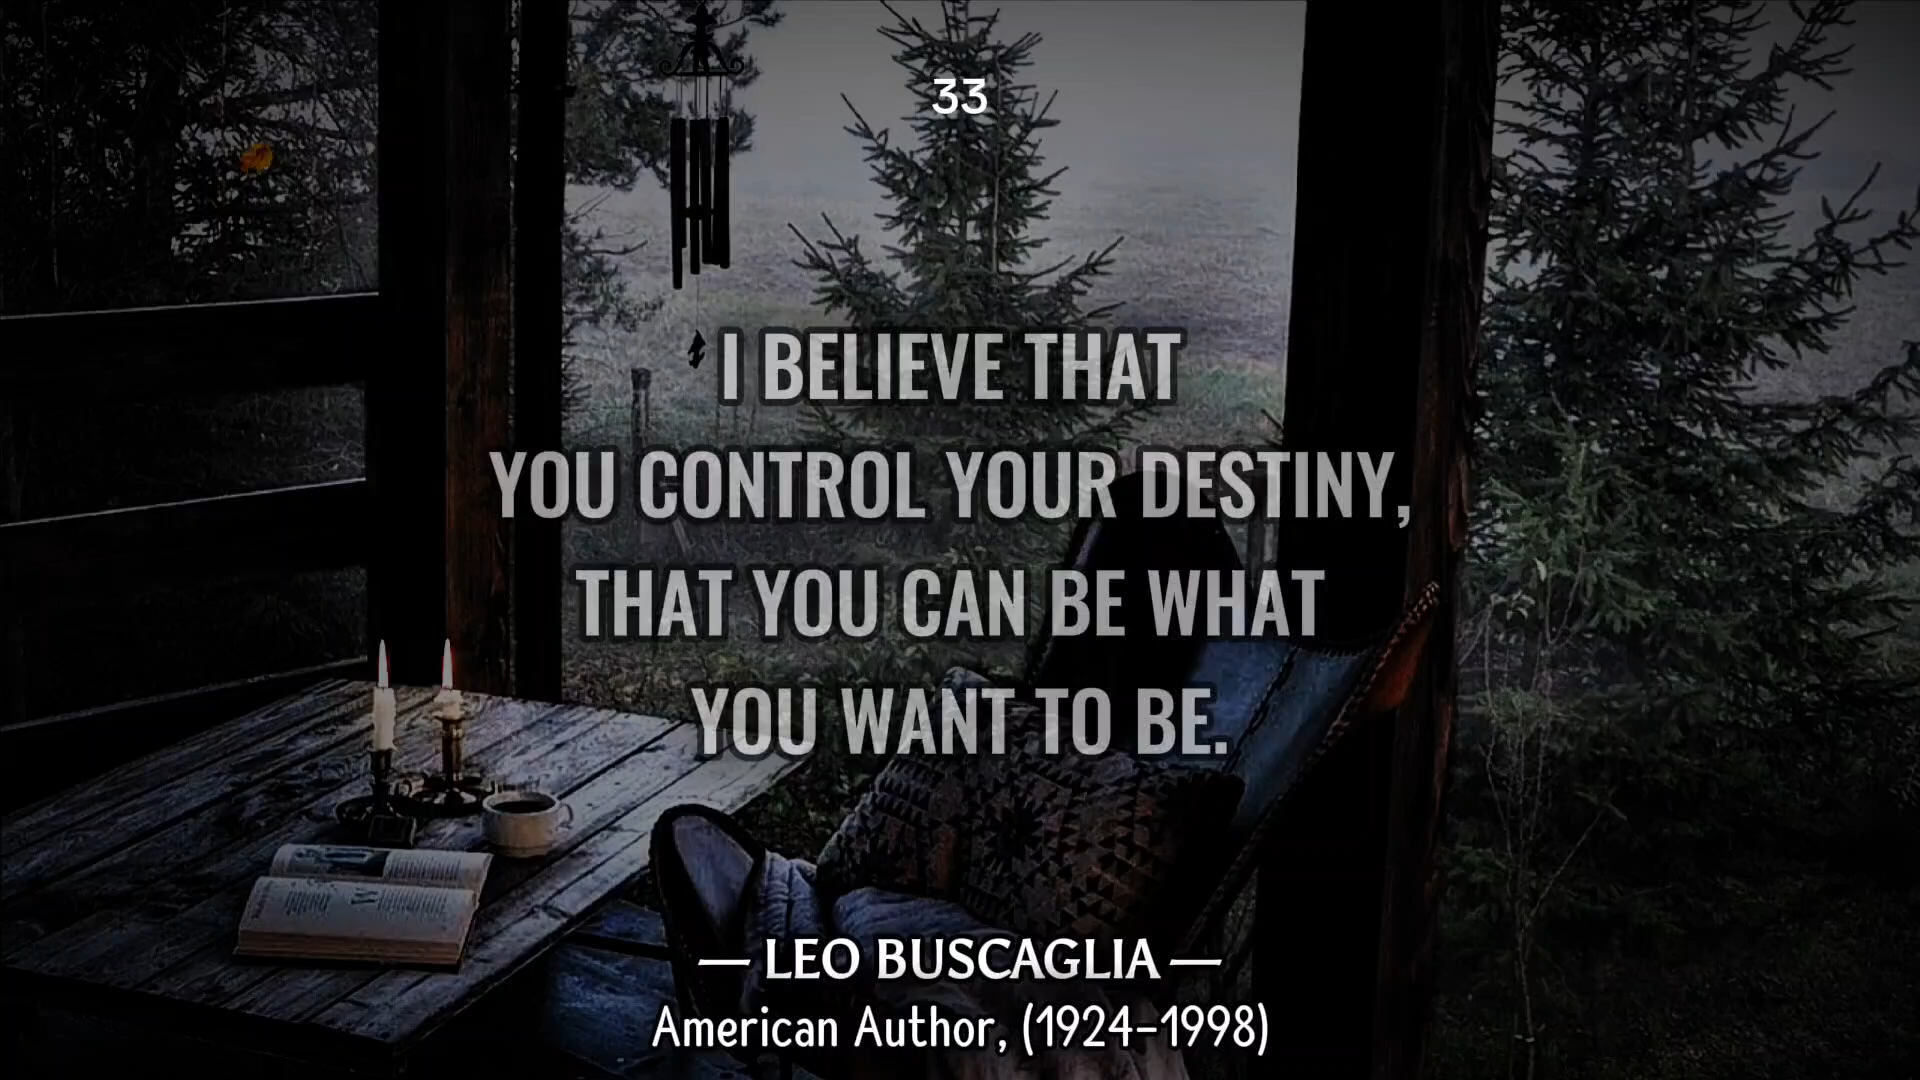 33
I BELIEVE THAT
YOU CONTROL YOUR DESTINY,
THAT YOU CAN BE WHAT
YOU WANT TO BE.
— LEO BUSCAGLIA —
American Author, (1924–1998)